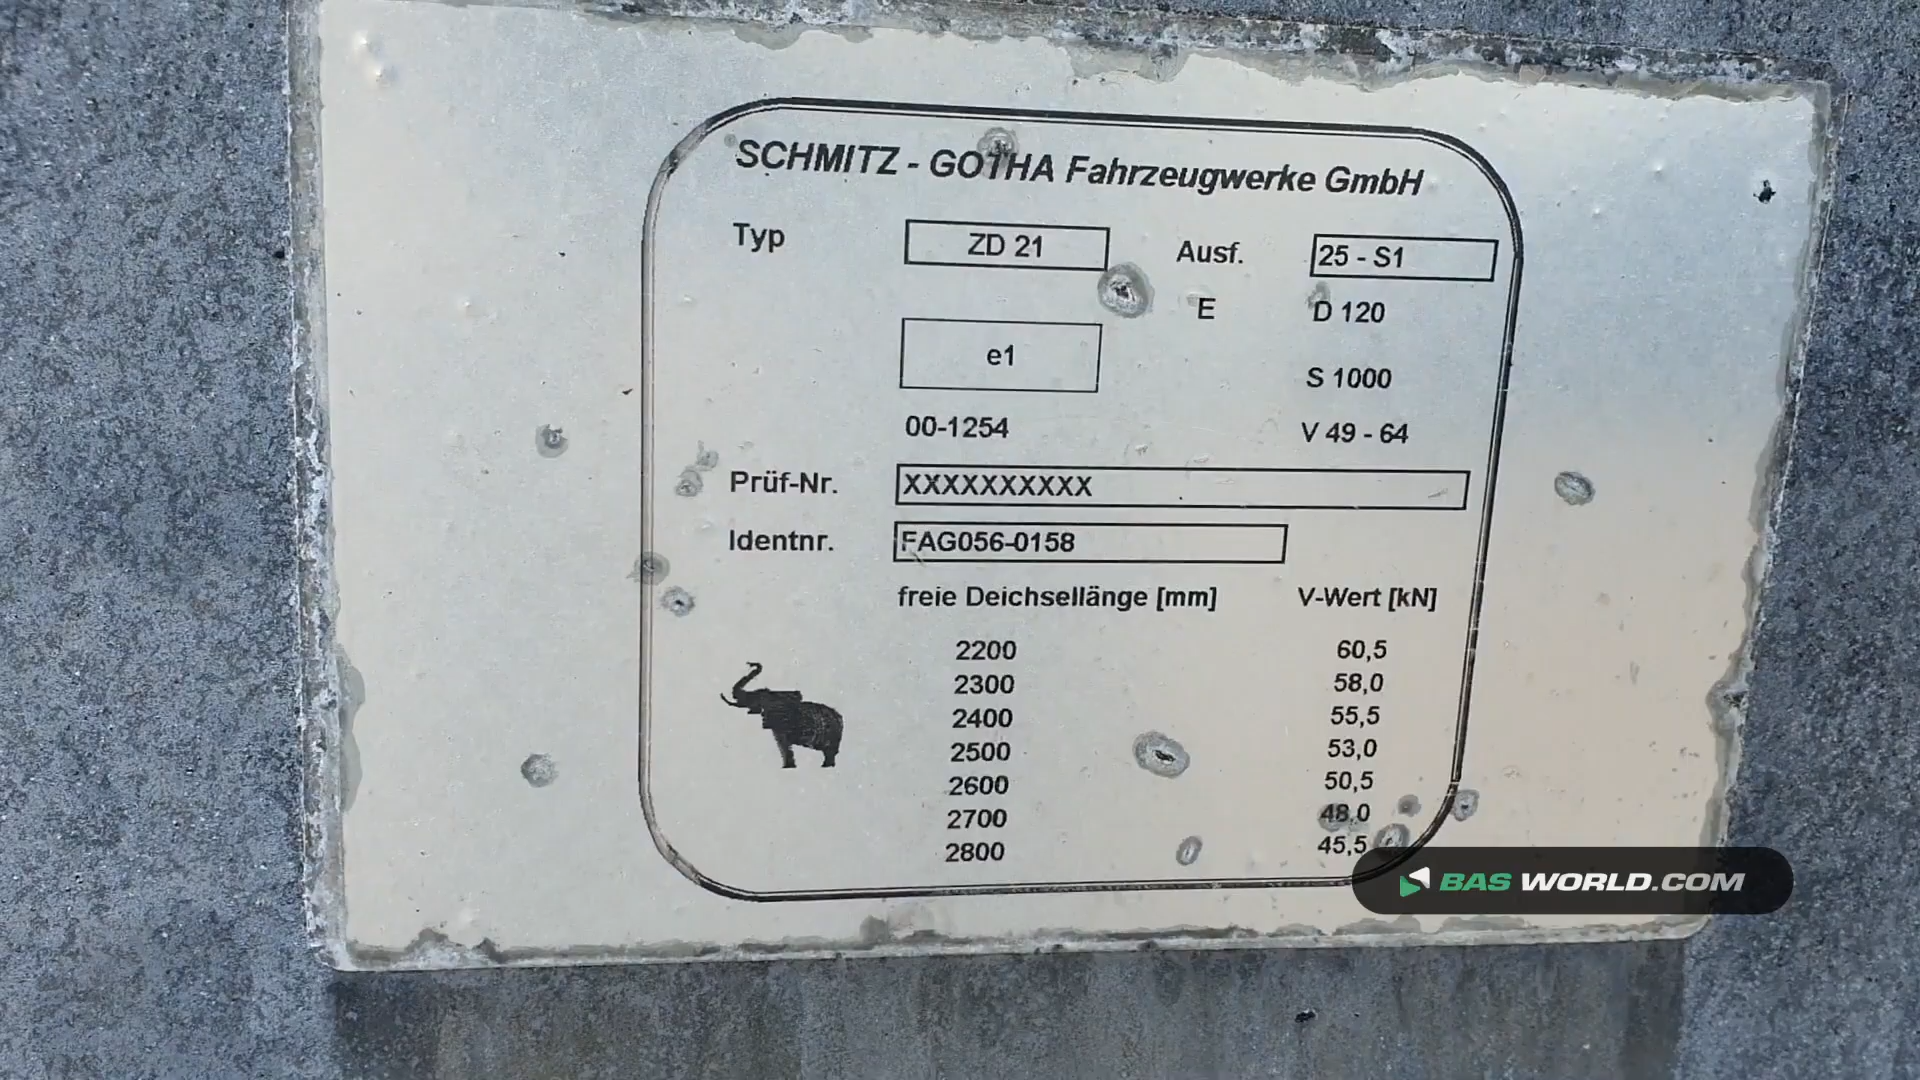 SCHMITZ - GOTHA Fahrzeugwerke GmbH
Typ ZD 21 Ausf. 25 - S1
E D 120
e1
S 1000
00-1254 V 49 - 64
Prüf-Nr. XXXXXXXXXX
Identnr. FAG056-0158
freie Deichsellänge [mm] V-Wert [kN]
2200 60,5
2300 58,0
2400 55,5
2500 53,0
2600 50,5
2700 48,0
2800 45,5
BAS WORLD.COM